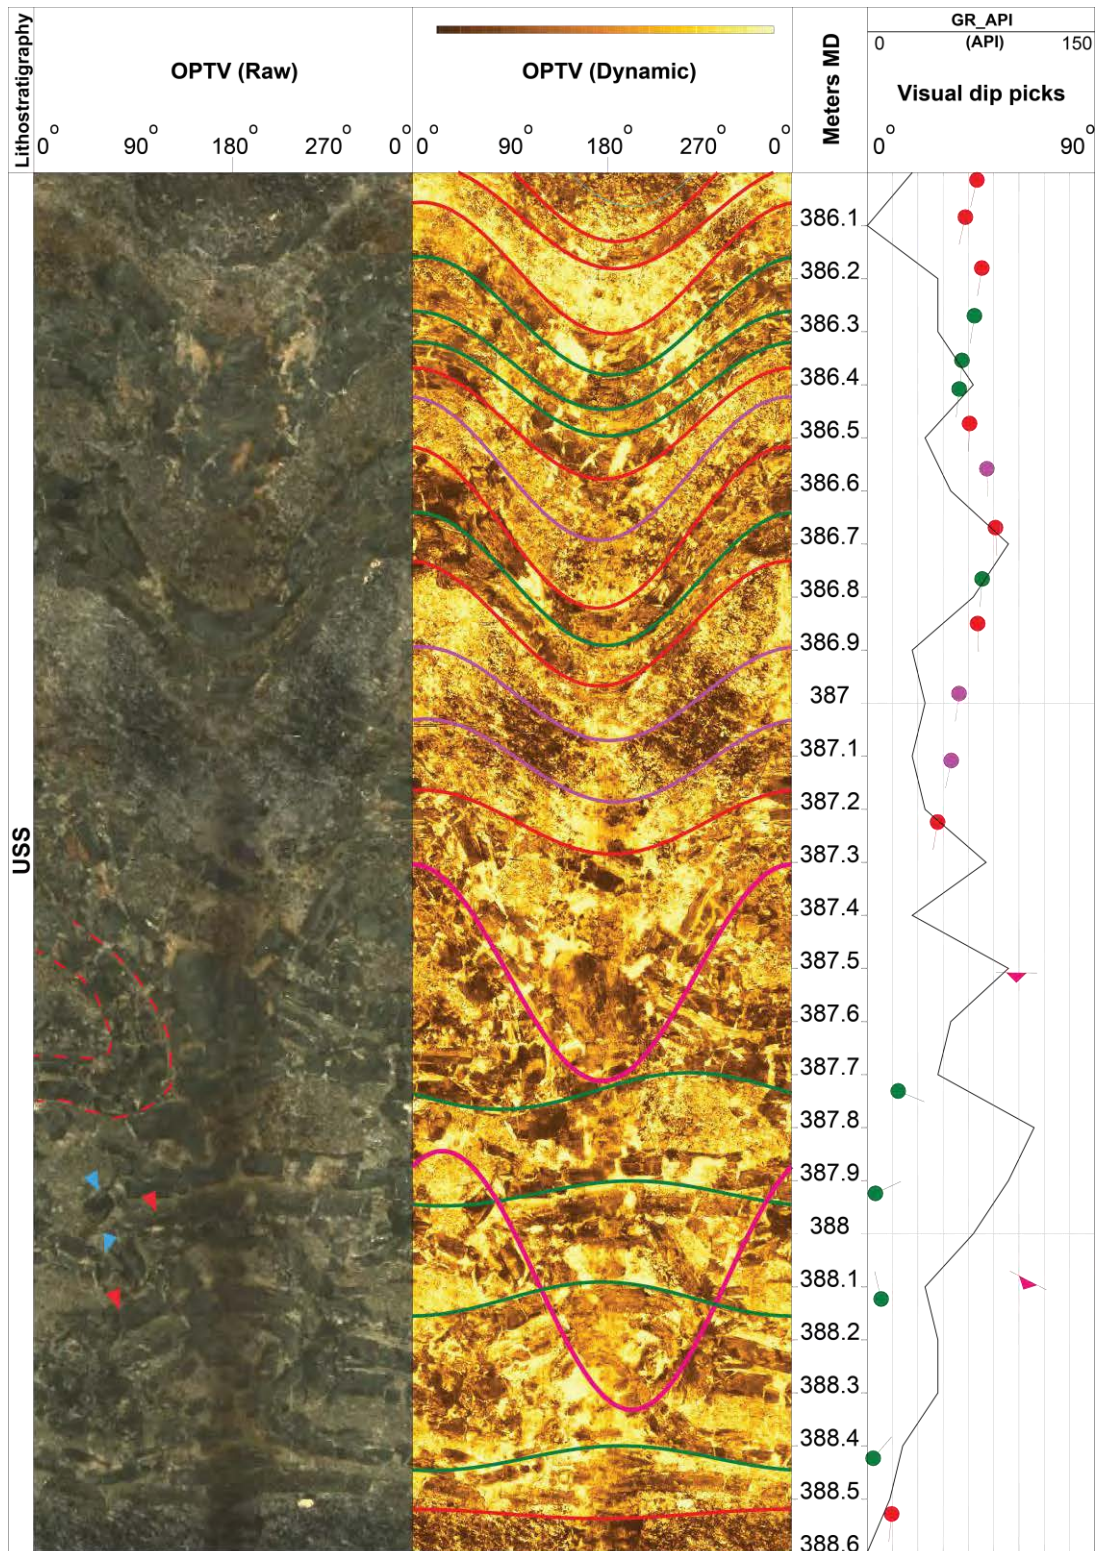 Lithostratigraphy
OPTV (Raw)
0° 90° 180° 270° 0°
OPTV (Dynamic)
0° 90° 180° 270° 0°
Meters MD
GR_API
0 (API) 150
Visual dip picks
0° 90°
USS
386.1
386.2
386.3
386.4
386.5
386.6
386.7
386.8
386.9
387
387.1
387.2
387.3
387.4
387.5
387.6
387.7
387.8
387.9
388
388.1
388.2
388.3
388.4
388.5
388.6